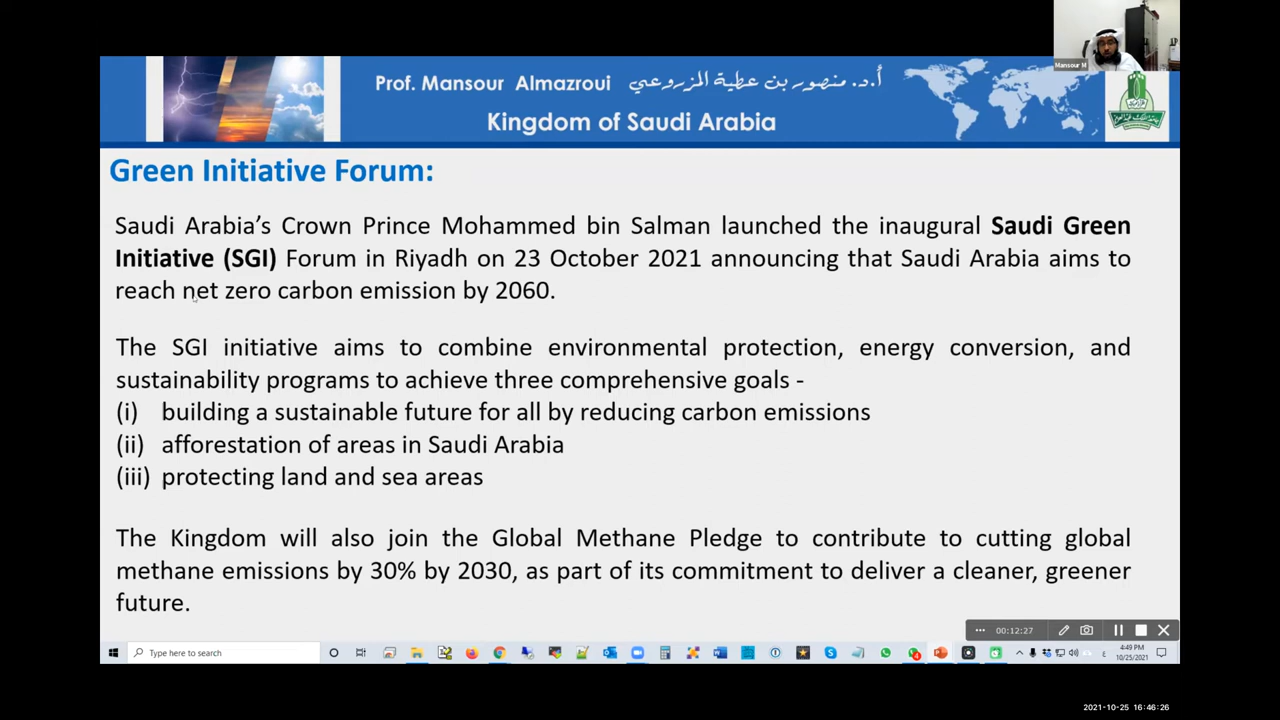 Mansour M
Prof. Mansour Almazroui أ.د. منصور بن عطية المزروعي
Kingdom of Saudi Arabia
Green Initiative Forum:
Saudi Arabia’s Crown Prince Mohammed bin Salman launched the inaugural Saudi Green
Initiative (SGI) Forum in Riyadh on 23 October 2021 announcing that Saudi Arabia aims to
reach net zero carbon emission by 2060.
The SGI initiative aims to combine environmental protection, energy conversion, and
sustainability programs to achieve three comprehensive goals -
(i) building a sustainable future for all by reducing carbon emissions
(ii) afforestation of areas in Saudi Arabia
(iii) protecting land and sea areas
The Kingdom will also join the Global Methane Pledge to contribute to cutting global
methane emissions by 30% by 2030, as part of its commitment to deliver a cleaner, greener
future.
00:12:27
Type here to search
4:49 PM
10/25/2021
2021-10-25 16:46:26